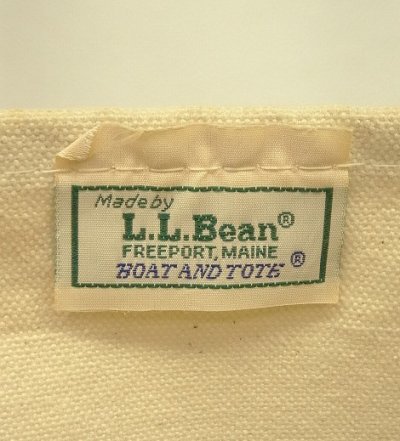 Made by
L.L.Bean®
FREEPORT, MAINE
BOAT AND TOTE ®